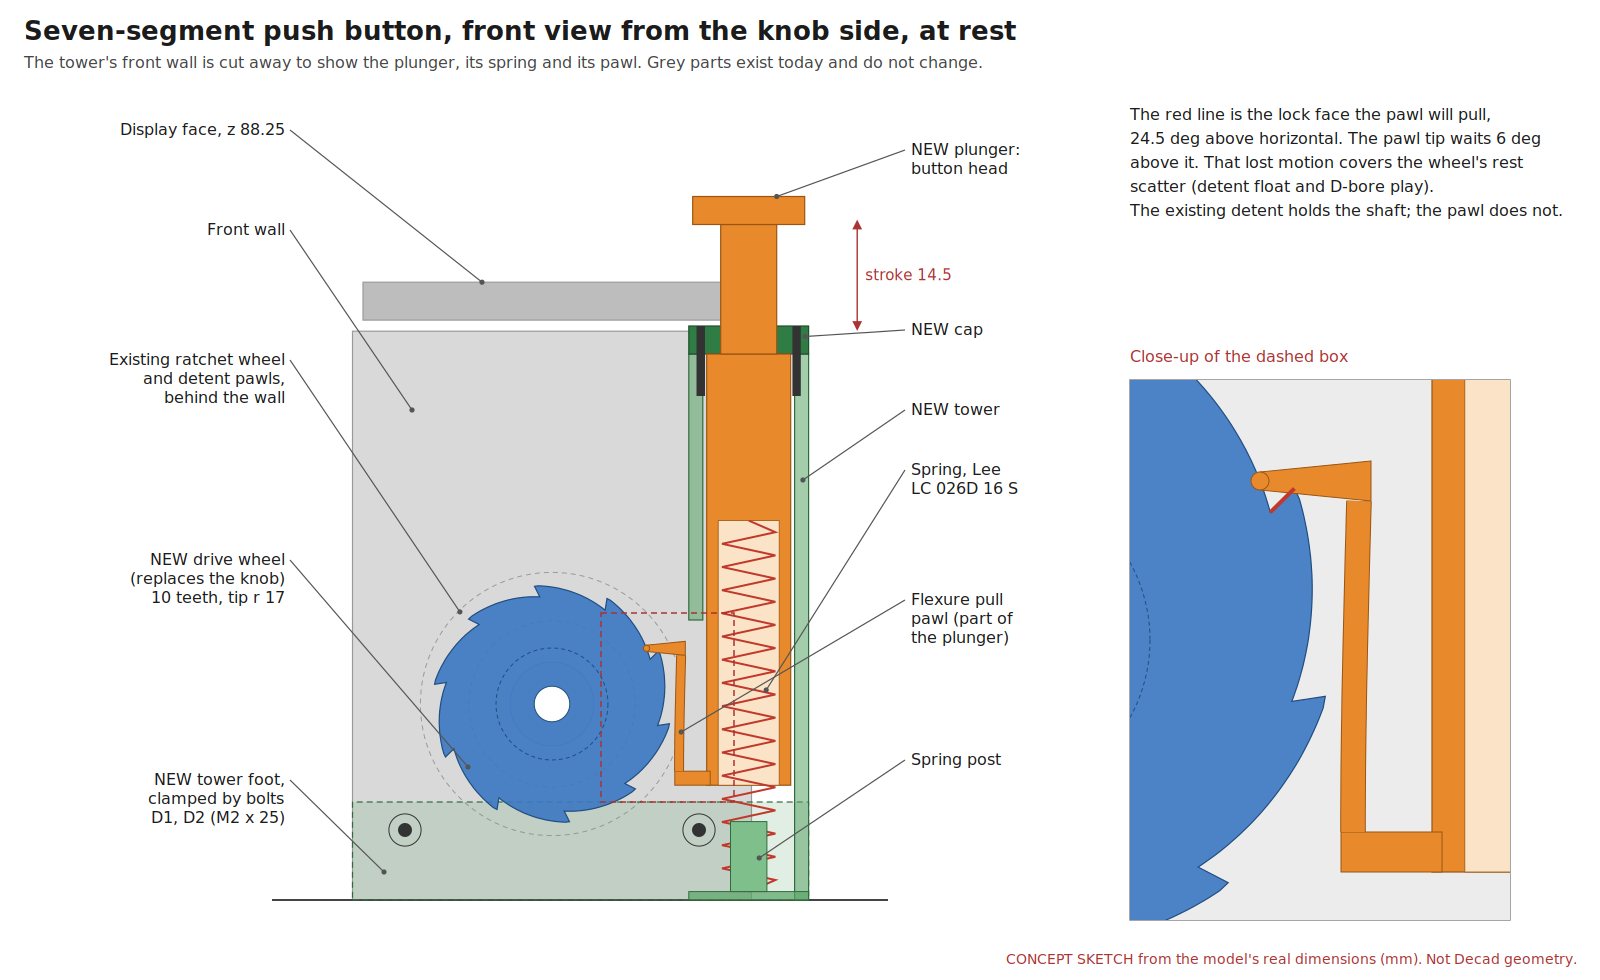 Seven-segment push button, front view from the knob side, at rest
The tower's front wall is cut away to show the plunger, its spring and its pawl. Grey parts exist today and do not change.
Display face, z 88.25
Front wall
Existing ratchet wheel
and detent pawls,
behind the wall
NEW drive wheel
(replaces the knob)
10 teeth, tip r 17
NEW tower foot,
clamped by bolts
D1, D2 (M2 x 25)
NEW plunger:
button head
stroke 14.5
NEW cap
NEW tower
Spring, Lee
LC 026D 16 S
Flexure pull
pawl (part of
the plunger)
Spring post
The red line is the lock face the pawl will pull,
24.5 deg above horizontal. The pawl tip waits 6 deg
above it. That lost motion covers the wheel's rest
scatter (detent float and D-bore play).
The existing detent holds the shaft; the pawl does not.
Close-up of the dashed box
CONCEPT SKETCH from the model's real dimensions (mm). Not Decad geometry.